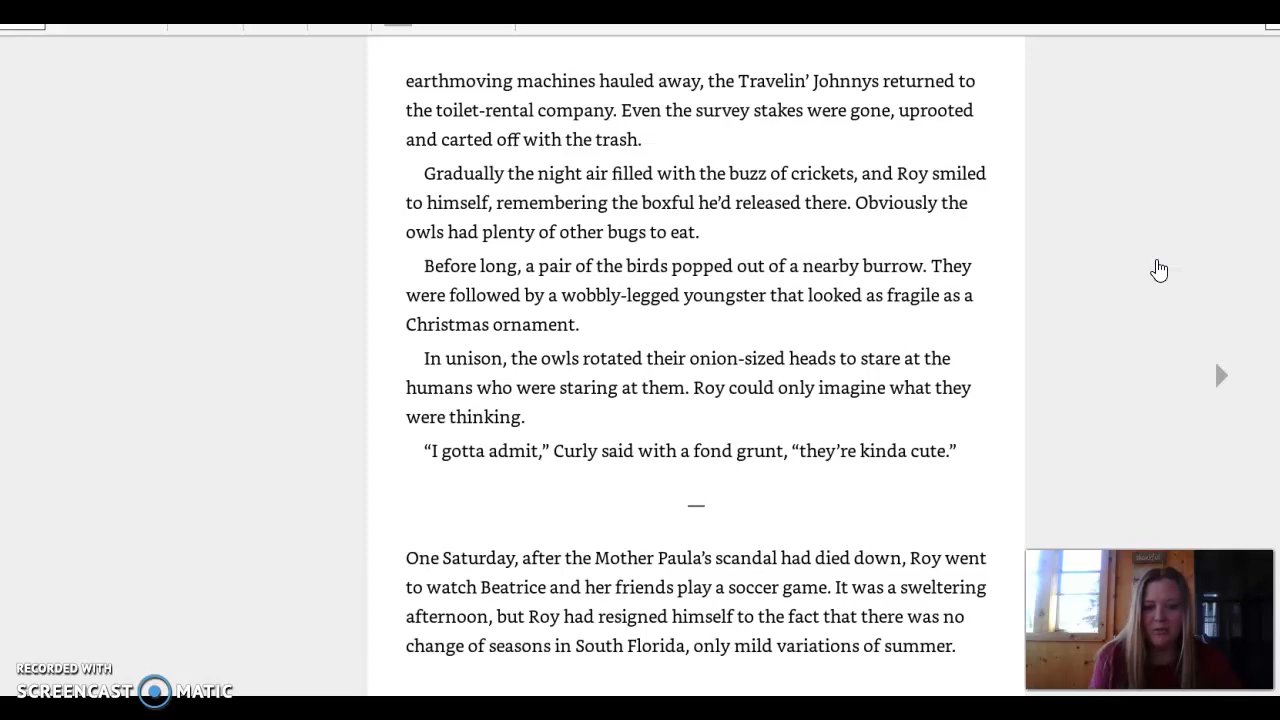 earthmoving machines hauled away, the Travelin’ Johnnys returned to
the toilet-rental company. Even the survey stakes were gone, uprooted
and carted off with the trash.
Gradually the night air filled with the buzz of crickets, and Roy smiled
to himself, remembering the boxful he’d released there. Obviously the
owls had plenty of other bugs to eat.
Before long, a pair of the birds popped out of a nearby burrow. They
were followed by a wobbly-legged youngster that looked as fragile as a
Christmas ornament.
In unison, the owls rotated their onion-sized heads to stare at the
humans who were staring at them. Roy could only imagine what they
were thinking.
“I gotta admit,” Curly said with a fond grunt, “they’re kinda cute.”
—
One Saturday, after the Mother Paula’s scandal had died down, Roy went
to watch Beatrice and her friends play a soccer game. It was a sweltering
afternoon, but Roy had resigned himself to the fact that there was no
change of seasons in South Florida, only mild variations of summer.
thankful
RECORDED WITH
SCREENCAST MATIC